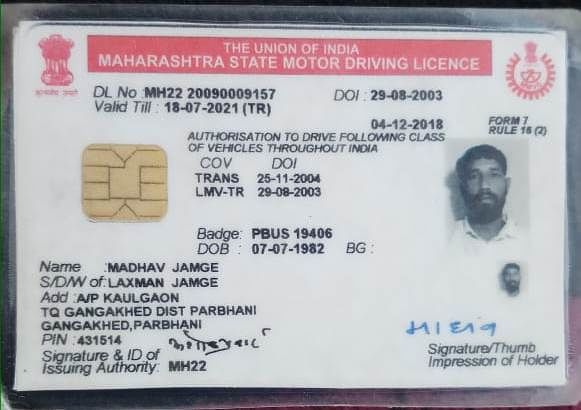 THE UNION OF INDIA
MAHARASHTRA STATE MOTOR DRIVING LICENCE
DL No :MH22 20090009157 DOI : 29-08-2003
Valid Till : 18-07-2021 (TR)
04-12-2018 FORM 7
RULE 16 (2)
AUTHORISATION TO DRIVE FOLLOWING CLASS
OF VEHICLES THROUGHOUT INDIA
COV DOI
TRANS 25-11-2004
LMV-TR 29-08-2003
Badge: PBUS 19406
DOB : 07-07-1982 BG :
Name :MADHAV JAMGE
S/D/W of:LAXMAN JAMGE
Add :A/P KAULGAON
TQ GANGAKHED DIST PARBHANI
GANGAKHED,PARBHANI
PIN :431514
Signature & ID of
Issuing Authority: MH22
Signature/Thumb
Impression of Holder